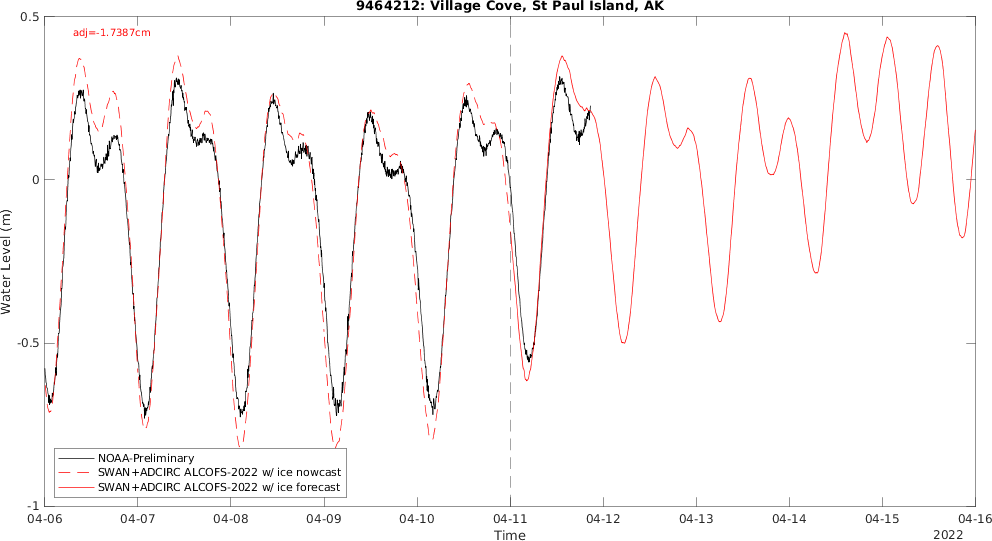 9464212: Village Cove, St Paul Island, AK
adj=-1.7387cm
0.5
0
-0.5
-1
Water Level (m)
NOAA-Preliminary
SWAN+ADCIRC ALCOFS-2022 w/ ice nowcast
SWAN+ADCIRC ALCOFS-2022 w/ ice forecast
04-06 04-07 04-08 04-09 04-10 04-11 04-12 04-13 04-14 04-15 04-16
Time
2022